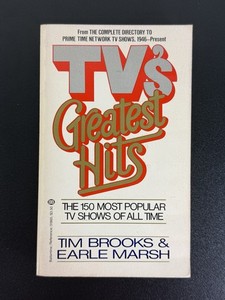 From THE COMPLETE DIRECTORY TO
PRIME TIME NETWORK TV SHOWS, 1946-Present
TV's
Greatest
Hits
THE 150 MOST POPULAR
TV SHOWS OF ALL TIME
TIM BROOKS &
EARLE MARSH